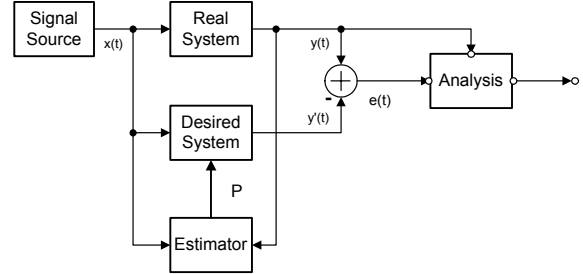 Signal
Source
x(t)
Real
System
y(t)
+
-
e(t)
Analysis
Desired
System
y'(t)
P
Estimator